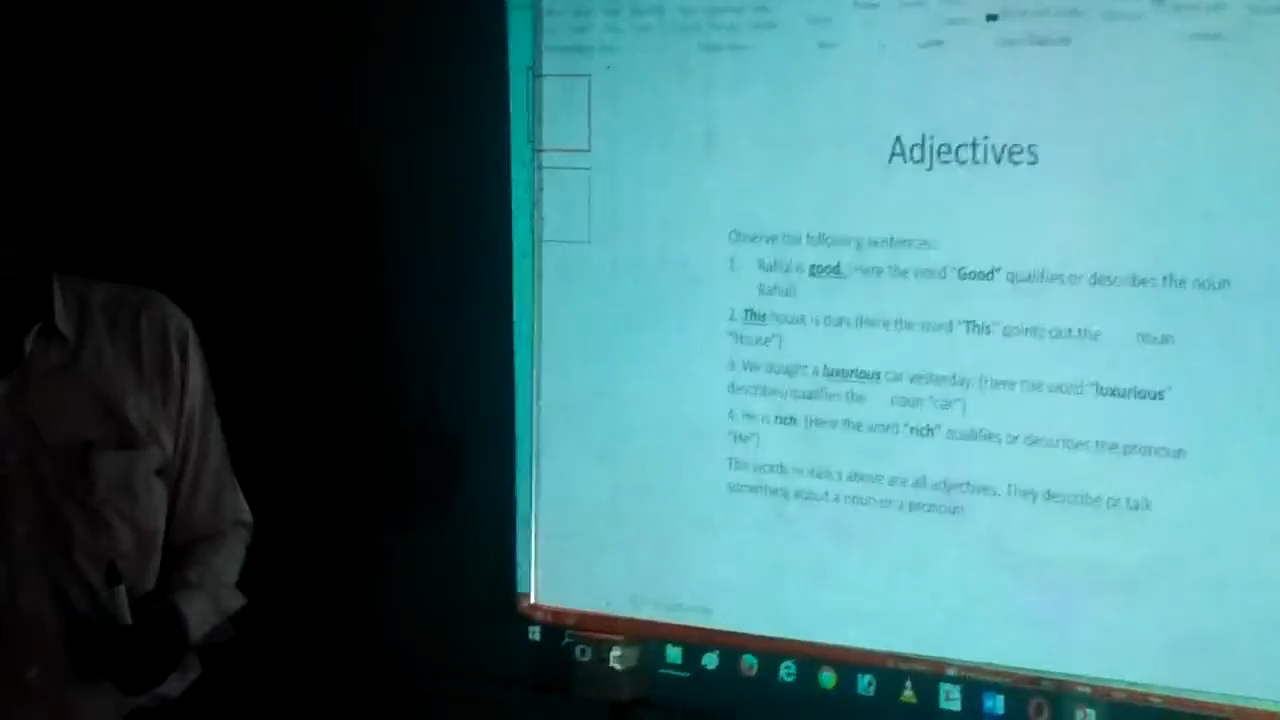 Adjectives
Observe the following sentences:
1. Rahul is good. (Here the word "Good" qualifies or describes the noun
Rahul)
2. This house is ours (Here the word "This" points out the noun
"House")
3. We bought a luxurious car yesterday. (Here the word "luxurious"
describes/qualifies the noun "car")
4. He is rich. (Here the word "rich" qualifies or describes the pronoun
"He")
The words in italics above are all adjectives. They describe or talk
something about a noun or a pronoun